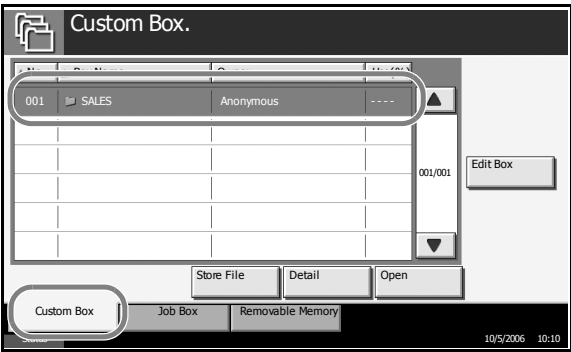 Custom Box.
001 SALES Anonymous ----
001/001
Edit Box
Store File Detail Open
Custom Box Job Box Removable Memory
Status 10/5/2006 10:10